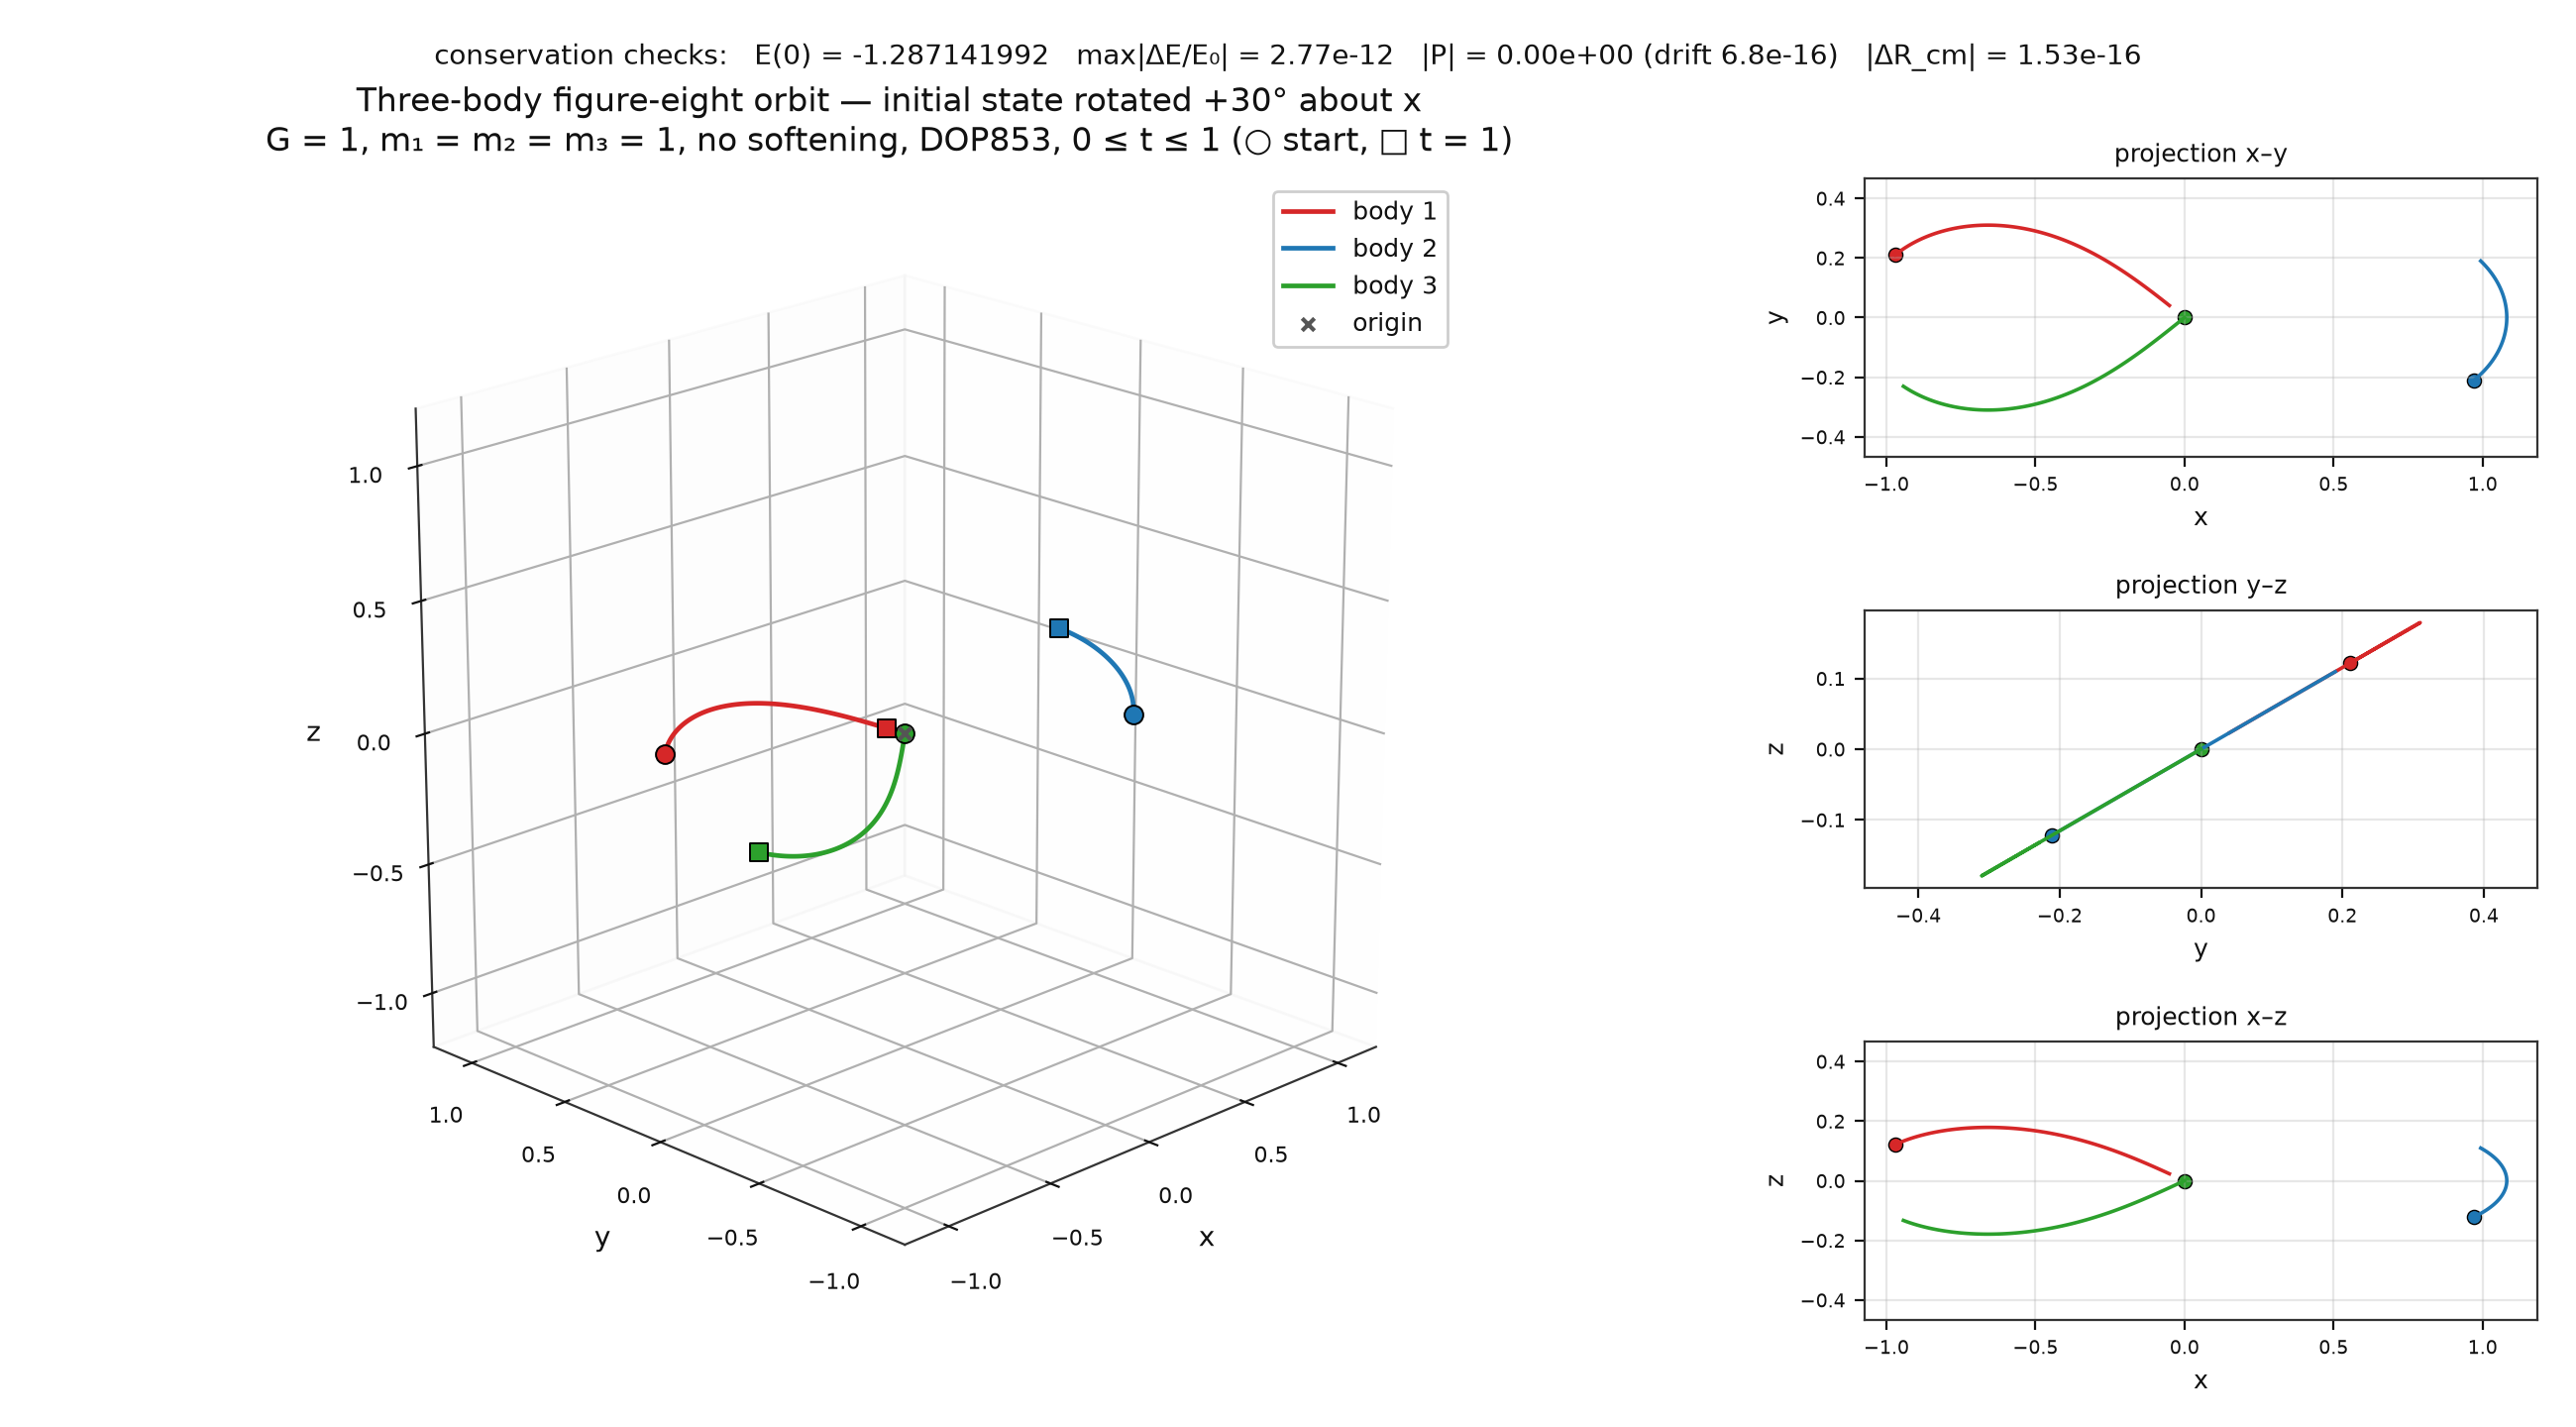 conservation checks:   E(0) = -1.287141992   max|ΔE/E₀| = 2.77e-12   |P| = 0.00e+00 (drift 6.8e-16)   |ΔR_cm| = 1.53e-16
Three-body figure-eight orbit — initial state rotated +30° about x
G = 1, m₁ = m₂ = m₃ = 1, no softening, DOP853, 0 ≤ t ≤ 1 (○ start, □ t = 1)
body 1
body 2
body 3
origin
1.0
0.5
0.0
−0.5
−1.0
z
1.0
0.5
0.0
−0.5
−1.0
y
−1.0
−0.5
0.0
0.5
1.0
x
projection x–y
0.4
0.2
0.0
−0.2
−0.4
y
−1.0
−0.5
0.0
0.5
1.0
x
projection y–z
0.1
0.0
−0.1
z
−0.4
−0.2
0.0
0.2
0.4
y
projection x–z
0.4
0.2
0.0
−0.2
−0.4
z
−1.0
−0.5
0.0
0.5
1.0
x